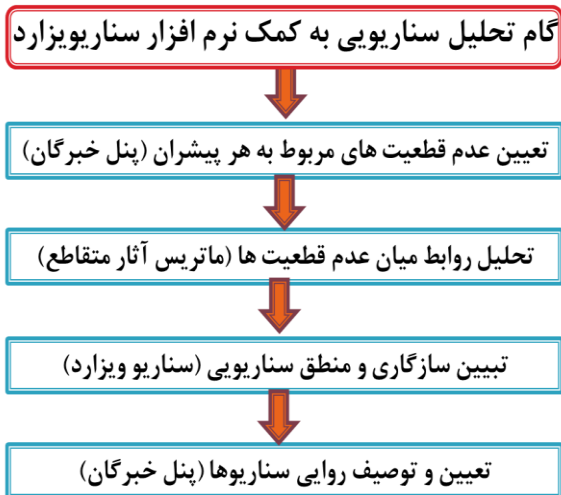 گام تحلیل سناریویی به کمک نرم افزار سناریویزارد
تعیین عدم قطعیت های مربوط به هر پیشران (پنل خبرگان)
تحلیل روابط میان عدم قطعیت ها (ماتریس آثار متقاطع)
تبیین سازگاری و منطق سناریویی (سناریو ویزارد)
تعیین و توصیف روایی سناریوها (پنل خبرگان)